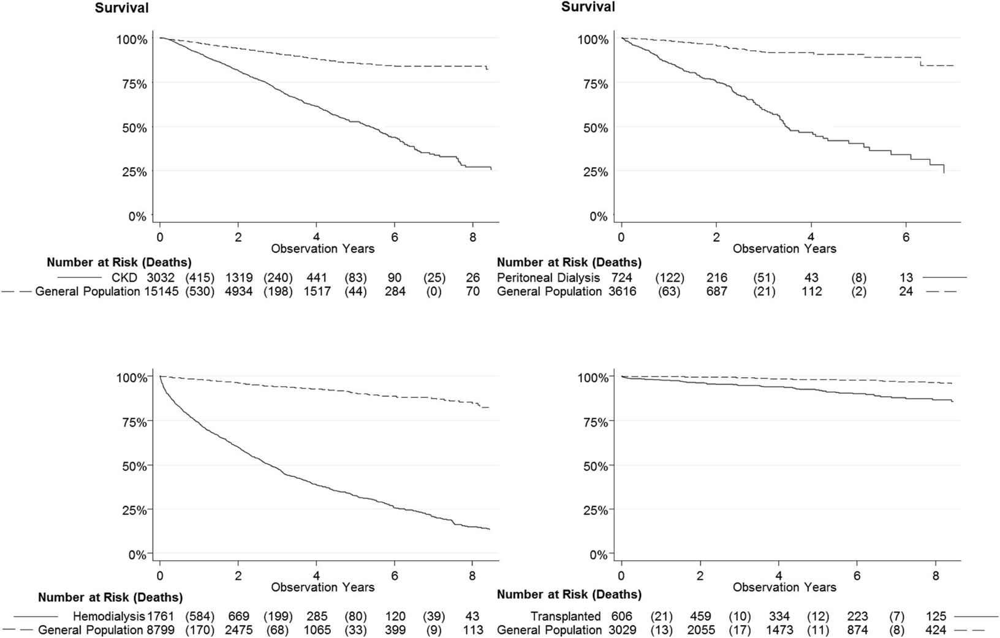 Survival
100%
75%
50%
25%
0%
0 2 4 6 8
Observation Years
Number at Risk (Deaths)
CKD 3032 (415) 1319 (240) 441 (83) 90 (25) 26
General Population 15145 (530) 4934 (198) 1517 (44) 284 (0) 70
Survival
100%
75%
50%
25%
0%
0 2 4 6
Observation Years
Number at Risk (Deaths)
Peritoneal Dialysis 724 (122) 216 (51) 43 (8) 13
General Population 3616 (63) 687 (21) 112 (2) 24
100%
75%
50%
25%
0%
0 2 4 6 8
Observation Years
Number at Risk (Deaths)
Hemodialysis 1761 (584) 669 (199) 285 (80) 120 (39) 43
General Population 8799 (170) 2475 (68) 1065 (33) 399 (9) 113
100%
75%
50%
25%
0%
0 2 4 6 8
Observation Years
Number at Risk (Deaths)
Transplanted 606 (21) 459 (10) 334 (12) 223 (7) 125
General Population 3029 (13) 2055 (17) 1473 (11) 874 (8) 424